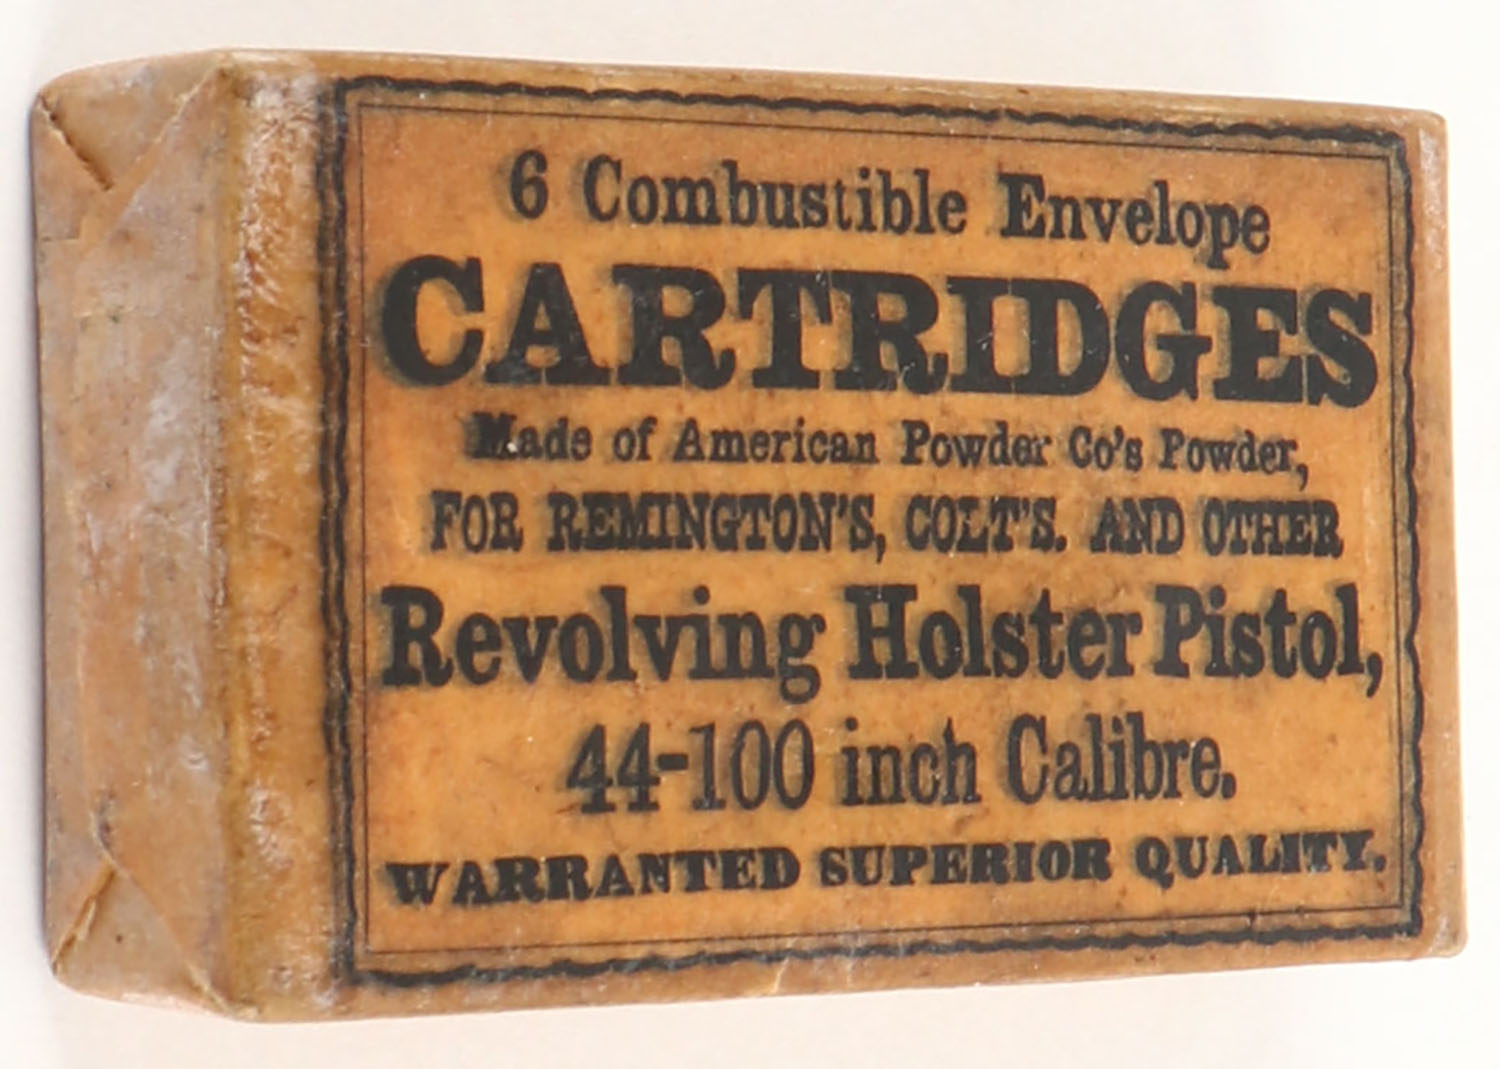 6 Combustible Envelope
CARTRIDGES
Made of American Powder Co's Powder,
FOR REMINGTON'S, COLT'S. AND OTHER
Revolving Holster Pistol,
44-100 inch Calibre.
WARRANTED SUPERIOR QUALITY.